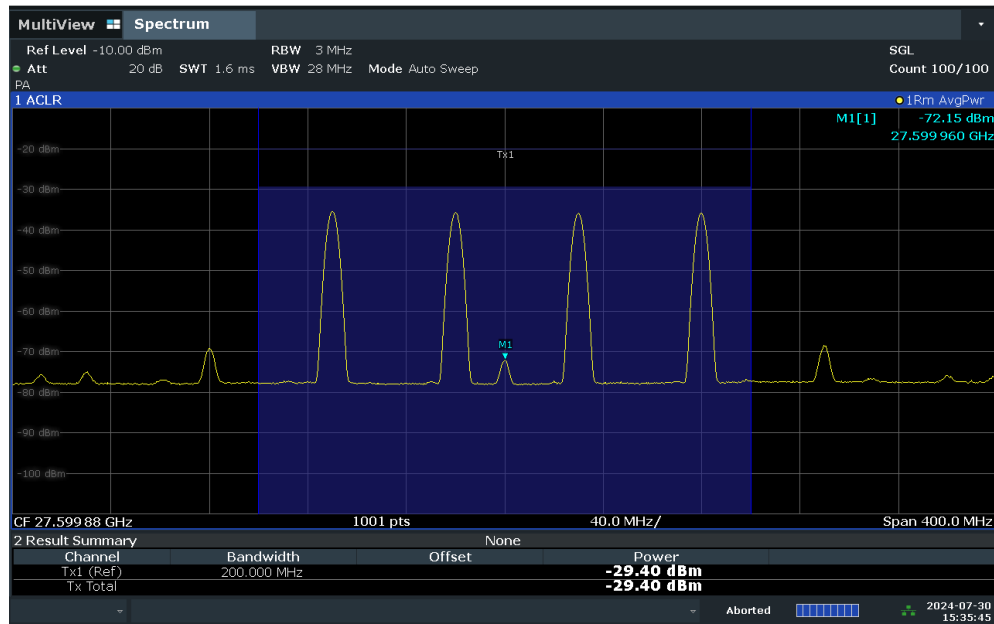 MultiView Spectrum
Ref Level -10.00 dBm RBW 3 MHz SGL
Att 20 dB SWT 1.6 ms VBW 28 MHz Mode Auto Sweep Count 100/100
PA
1 ACLR 1Rm AvgPwr
M1[1] -72.15 dBm
27.599 960 GHz
-20 dBm
Tx1
-30 dBm
-40 dBm
-50 dBm
-60 dBm
M1
-70 dBm
-80 dBm
-90 dBm
-100 dBm
CF 27.599 88 GHz 1001 pts 40.0 MHz/ Span 400.0 MHz
2 Result Summary None
Channel Bandwidth Offset Power
Tx1 (Ref) 200.000 MHz -29.40 dBm
Tx Total -29.40 dBm
Aborted 2024-07-30
15:35:45